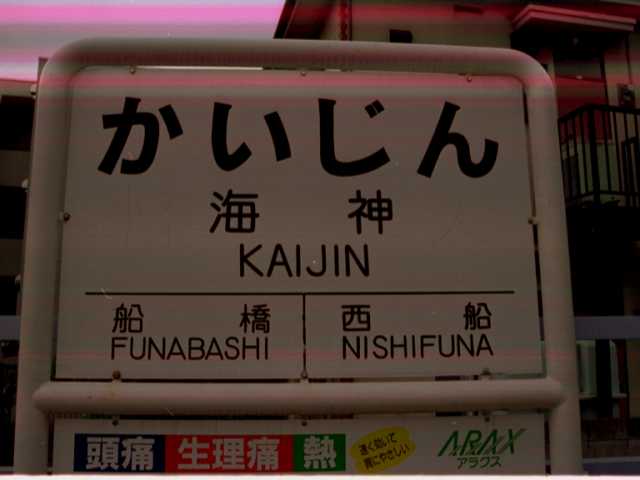 かいじん
海神
KAIJIN
船橋 西船
FUNABASHI NISHIFUNA
頭痛 生理痛 熱 速く効いて ARAX
胃にやさしい アラクス